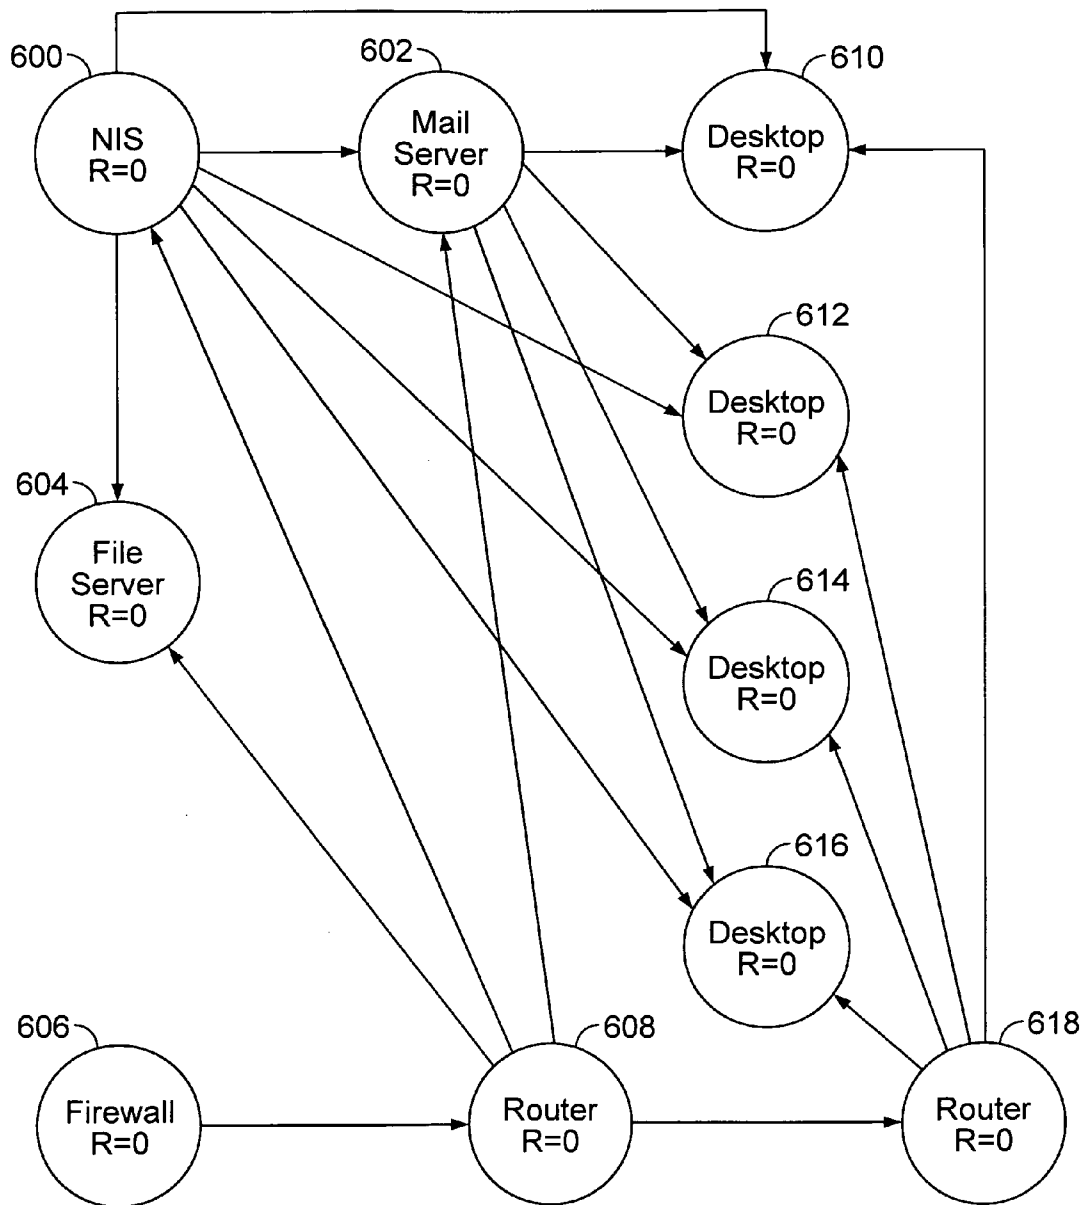 600
NIS
R=0
602
Mail
Server
R=0
610
Desktop
R=0
612
Desktop
R=0
604
File
Server
R=0
614
Desktop
R=0
616
Desktop
R=0
606
Firewall
R=0
608
Router
R=0
618
Router
R=0